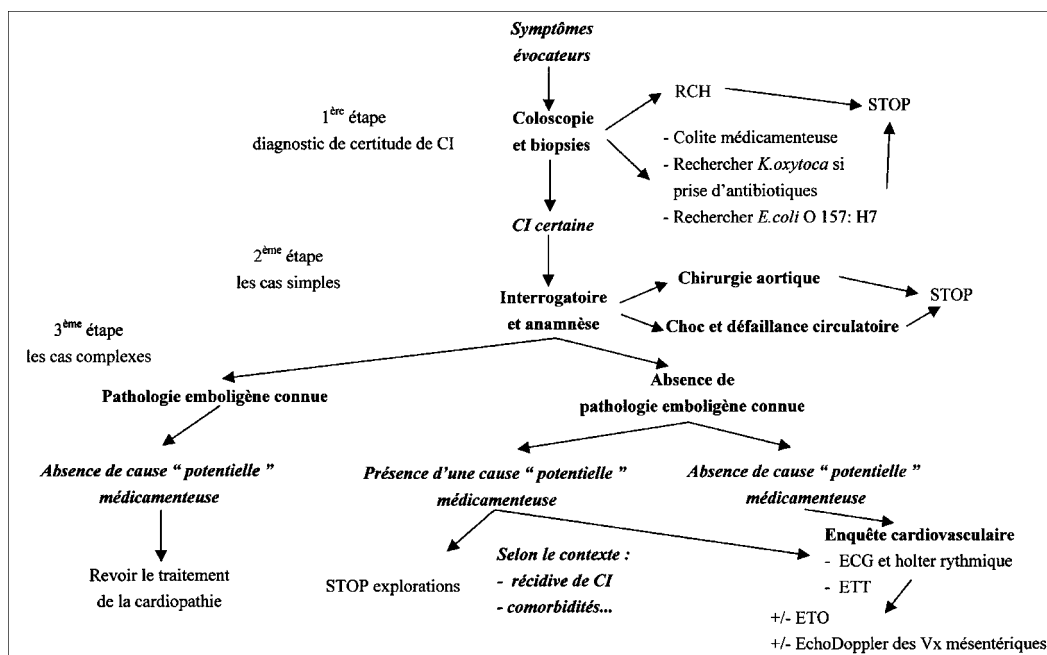 Symptômes
évocateurs
1ère étape
diagnostic de certitude de CI
Coloscopie
et biopsies
RCH
STOP
- Colite médicamenteuse
- Rechercher K.oxytoca si
prise d'antibiotiques
- Rechercher E.coli O 157: H7
CI certaine
2ème étape
les cas simples
Interrogatoire
et anamnèse
Chirurgie aortique
Choc et défaillance circulatoire
STOP
3ème étape
les cas complexes
Pathologie emboligène connue
Absence de
pathologie emboligène connue
Absence de cause “ potentielle ”
médicamenteuse
Présence d'une cause “ potentielle ”
médicamenteuse
Absence de cause “ potentielle ”
médicamenteuse
Revoir le traitement
de la cardiopathie
STOP explorations
Selon le contexte :
- récidive de CI
- comorbidités...
Enquête cardiovasculaire
- ECG et holter rythmique
- ETT
+/- ETO
+/- EchoDoppler des Vx mésentériques